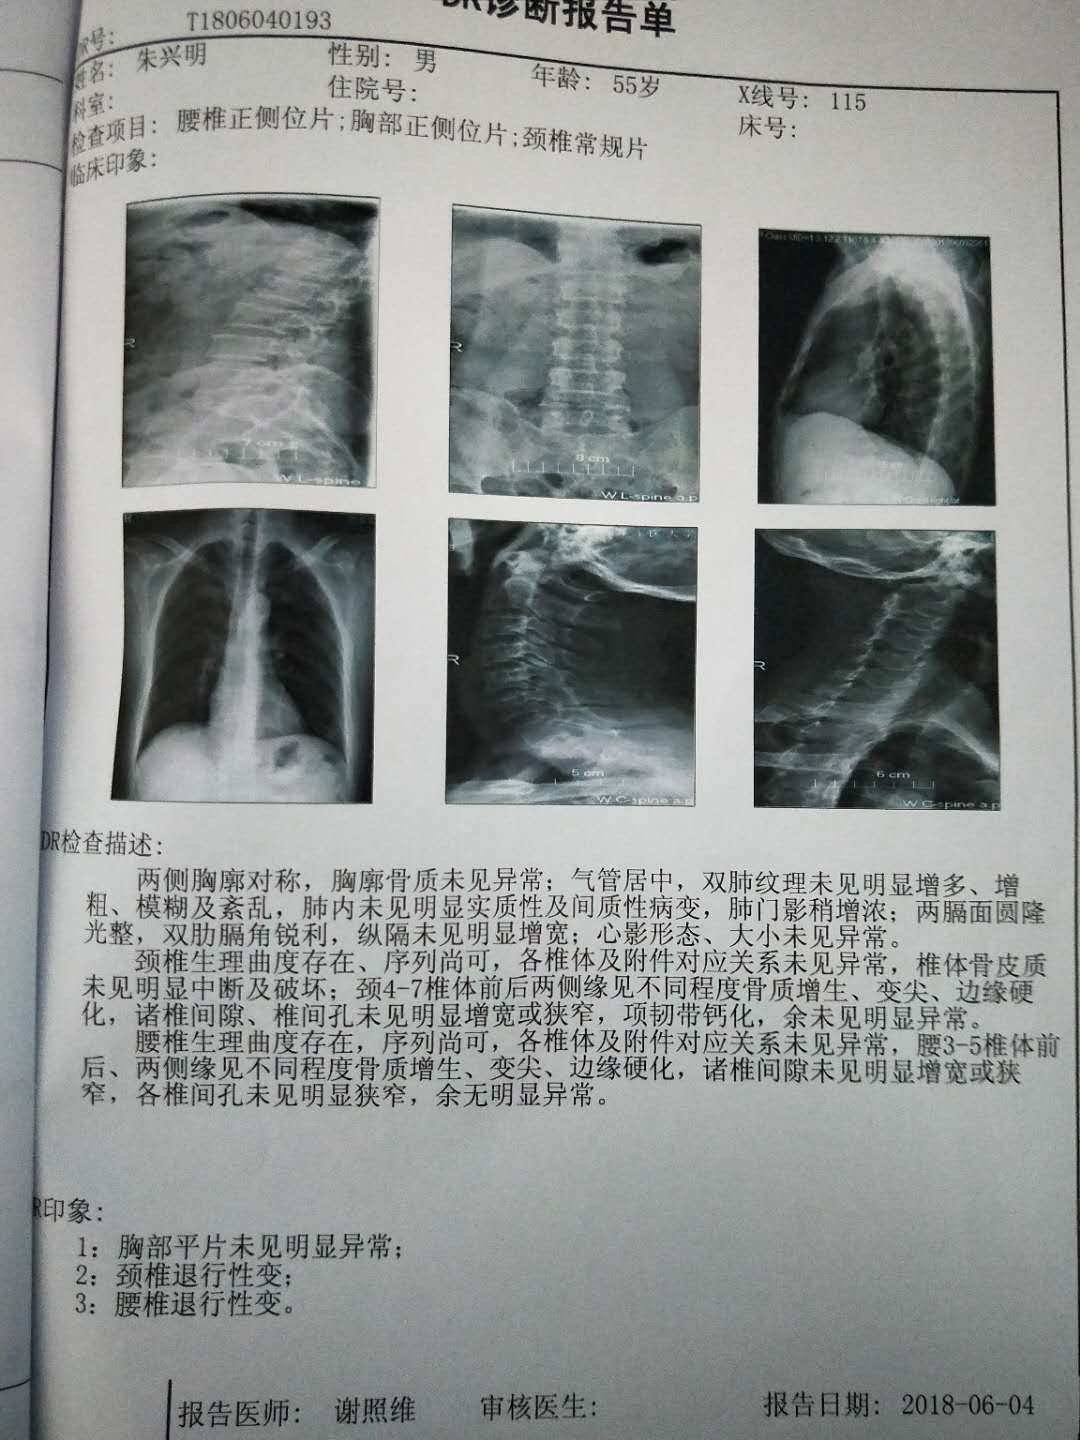 DR诊断报告单
DR号: T1806040193
姓名: 朱兴明 性别: 男 年龄: 55岁 X线号: 115
科室: 住院号: 床号:
检查项目: 腰椎正侧位片;胸部正侧位片;颈椎常规片
临床印象:
R
7 cm
W L-spine
R
8 cm
W L-spine a.p
R
5 cm
W C-spine a.p
R
6 cm
W C-spine a.p
DR检查描述:
两侧胸廓对称，胸廓骨质未见异常；气管居中，双肺纹理未见明显增多、增
粗、模糊及紊乱，肺内未见明显实质性及间质性病变，肺门影稍增浓；两膈面圆隆
光整，双肋膈角锐利，纵隔未见明显增宽；心影形态、大小未见异常。
颈椎生理曲度存在、序列尚可，各椎体及附件对应关系未见异常，椎体骨皮质
未见明显中断及破坏；颈4-7椎体前后两侧缘见不同程度骨质增生、变尖、边缘硬
化，诸椎间隙、椎间孔未见明显增宽或狭窄，项韧带钙化，余未见明显异常。
腰椎生理曲度存在，序列尚可，各椎体及附件对应关系未见异常，腰3-5椎体前
后、两侧缘见不同程度骨质增生、变尖、边缘硬化，诸椎间隙未见明显增宽或狭
窄，各椎间孔未见明显狭窄，余无明显异常。
R印象:
1: 胸部平片未见明显异常；
2: 颈椎退行性变；
3: 腰椎退行性变。
报告医师: 谢照维 审核医生: 报告日期: 2018-06-04